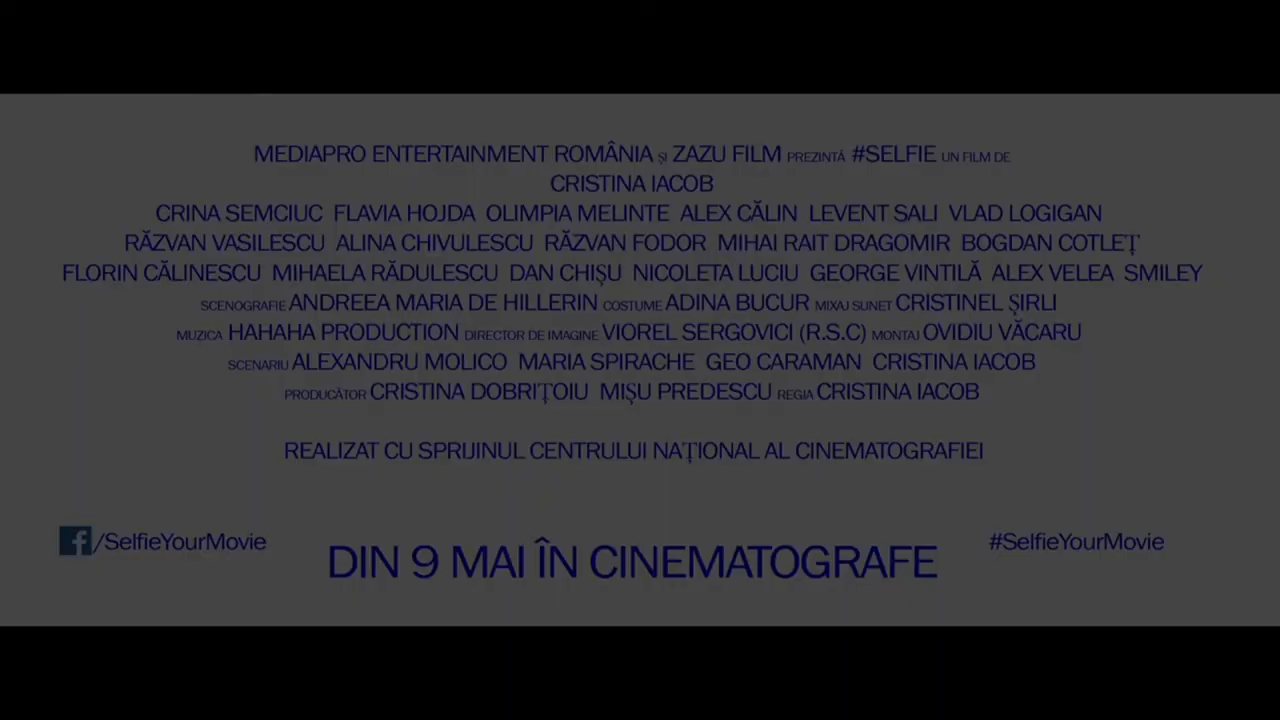 MEDIAPRO ENTERTAINMENT ROMÂNIA ȘI ZAZU FILM PREZINTĂ #SELFIE UN FILM DE
CRISTINA IACOB
CRINA SEMCIUC FLAVIA HOJDA OLIMPIA MELINTE ALEX CĂLIN LEVENT SALI VLAD LOGIGAN
RĂZVAN VASILESCU ALINA CHIVULESCU RĂZVAN FODOR MIHAI RAIT DRAGOMIR BOGDAN COTLEȚ
FLORIN CĂLINESCU MIHAELA RĂDULESCU DAN CHIȘU NICOLETA LUCIU GEORGE VINTILĂ ALEX VELEA SMILEY
SCENOGRAFIE ANDREEA MARIA DE HILLERIN COSTUME ADINA BUCUR MIXAJ SUNET CRISTINEL ȘIRLI
MUZICA HAHAHA PRODUCTION DIRECTOR DE IMAGINE VIOREL SERGOVICI (R.S.C) MONTAJ OVIDIU VĂCARU
SCENARIU ALEXANDRU MOLICO MARIA SPIRACHE GEO CARAMAN CRISTINA IACOB
PRODUCĂTOR CRISTINA DOBRIȚOIU MIȘU PREDESCU REGIA CRISTINA IACOB
REALIZAT CU SPRIJINUL CENTRULUI NAȚIONAL AL CINEMATOGRAFIEI
f/SelfieYourMovie
#SelfieYourMovie
DIN 9 MAI ÎN CINEMATOGRAFE